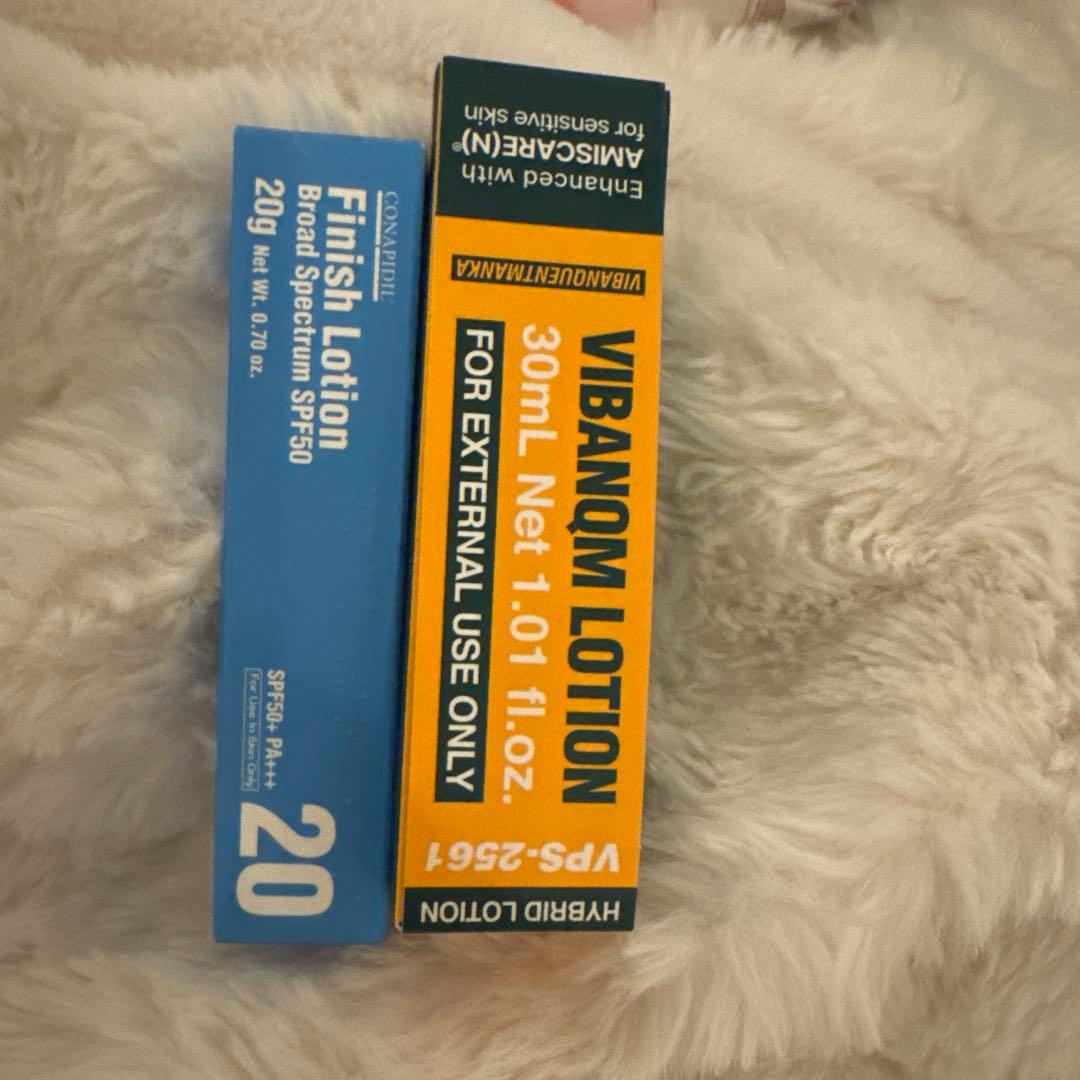 CONAPIDIL
Finish Lotion
Broad Spectrum SPF50
20g Net Wt. 0.70 oz.
SPF50+ PA+++
For Use In Skin Only
20
Enhanced with
AMISCARE(N)®
for sensitive skin
VIBANQUENTMANKA
VIBANQM LOTION
30mL Net 1.01 fl.oz.
FOR EXTERNAL USE ONLY
VPS-2561
HYBRID LOTION